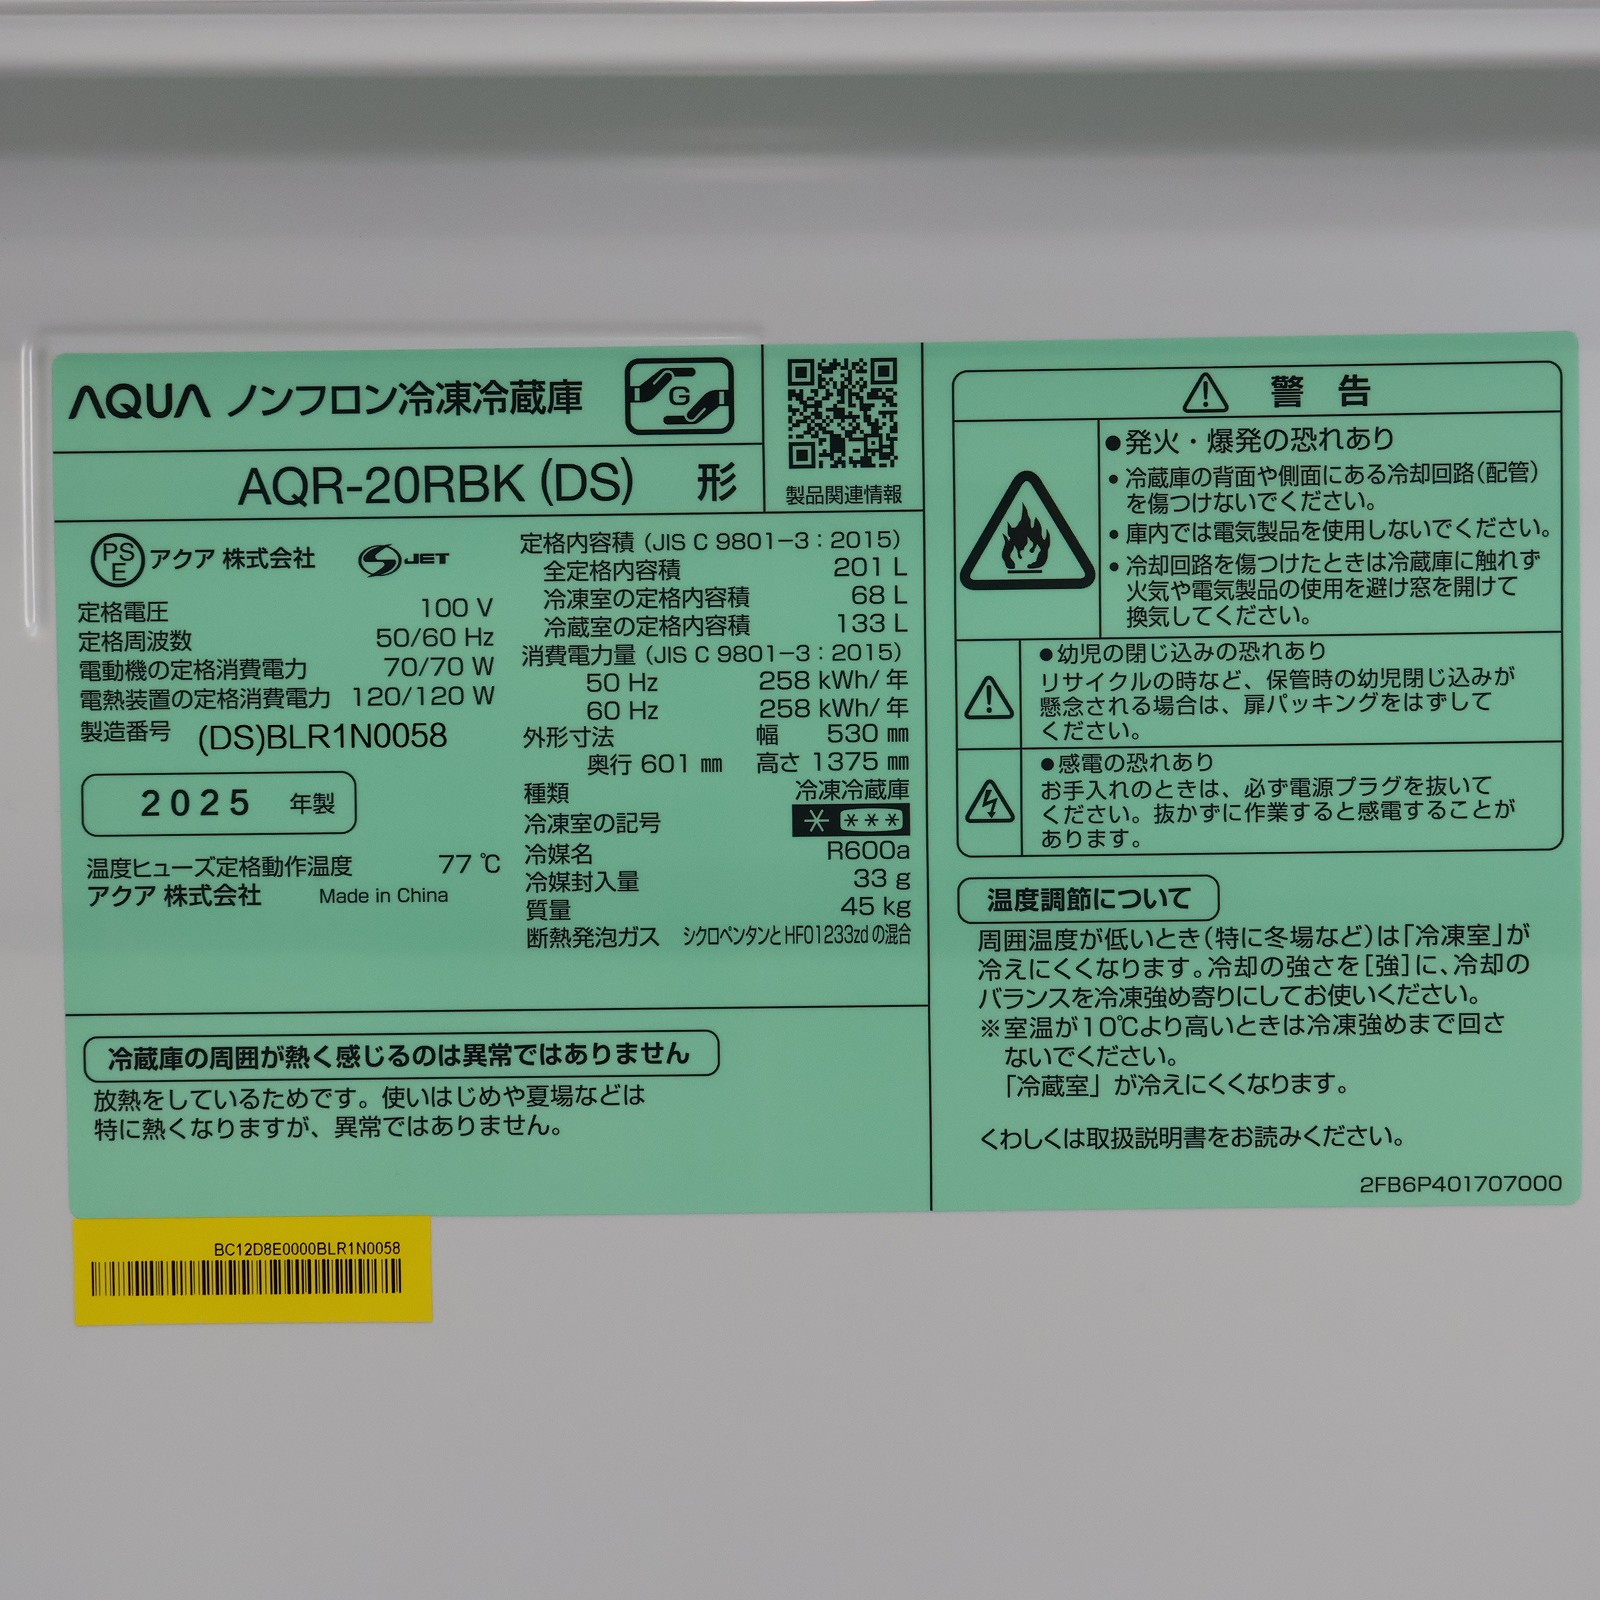 AQUA ノンフロン冷凍冷蔵庫
G
AQR-20RBK (DS) 形
製品関連情報
PS
E
アクア 株式会社
S JET
定格電圧 100 V
定格周波数 50/60 Hz
電動機の定格消費電力 70/70 W
電熱装置の定格消費電力 120/120 W
製造番号 (DS)BLR1N0058
2025 年製
温度ヒューズ定格動作温度 77 ℃
アクア 株式会社 Made in China
定格内容積 (JIS C 9801-3：2015)
全定格内容積 201 L
冷凍室の定格内容積 68 L
冷蔵室の定格内容積 133 L
消費電力量 (JIS C 9801-3：2015)
50 Hz 258 kWh/年
60 Hz 258 kWh/年
外形寸法 幅 530 ㎜
奥行 601 ㎜ 高さ 1375 ㎜
種類 冷凍冷蔵庫
冷凍室の記号 * ***
冷媒名 R600a
冷媒封入量 33 g
質量 45 kg
断熱発泡ガス シクロペンタンとHFO1233zdの混合
冷蔵庫の周囲が熱く感じるのは異常ではありません
放熱をしているためです。使いはじめや夏場などは
特に熱くなりますが、異常ではありません。
警告
●発火・爆発の恐れあり
・冷蔵庫の背面や側面にある冷却回路(配管)
を傷つけないでください。
・庫内では電気製品を使用しないでください。
・冷却回路を傷つけたときは冷蔵庫に触れず
火気や電気製品の使用を避け窓を開けて
換気してください。
●幼児の閉じ込みの恐れあり
リサイクルの時など、保管時の幼児閉じ込みが
懸念される場合は、扉パッキングをはずして
ください。
●感電の恐れあり
お手入れのときは、必ず電源プラグを抜いて
ください。抜かずに作業すると感電することが
あります。
温度調節について
周囲温度が低いとき(特に冬場など)は「冷凍室」が
冷えにくくなります。冷却の強さを[強]に、冷却の
バランスを冷凍強め寄りにしてお使いください。
※室温が10℃より高いときは冷凍強めまで回さ
ないでください。
「冷蔵室」が冷えにくくなります。
くわしくは取扱説明書をお読みください。
2FB6P401707000
BC12D8E0000BLR1N0058